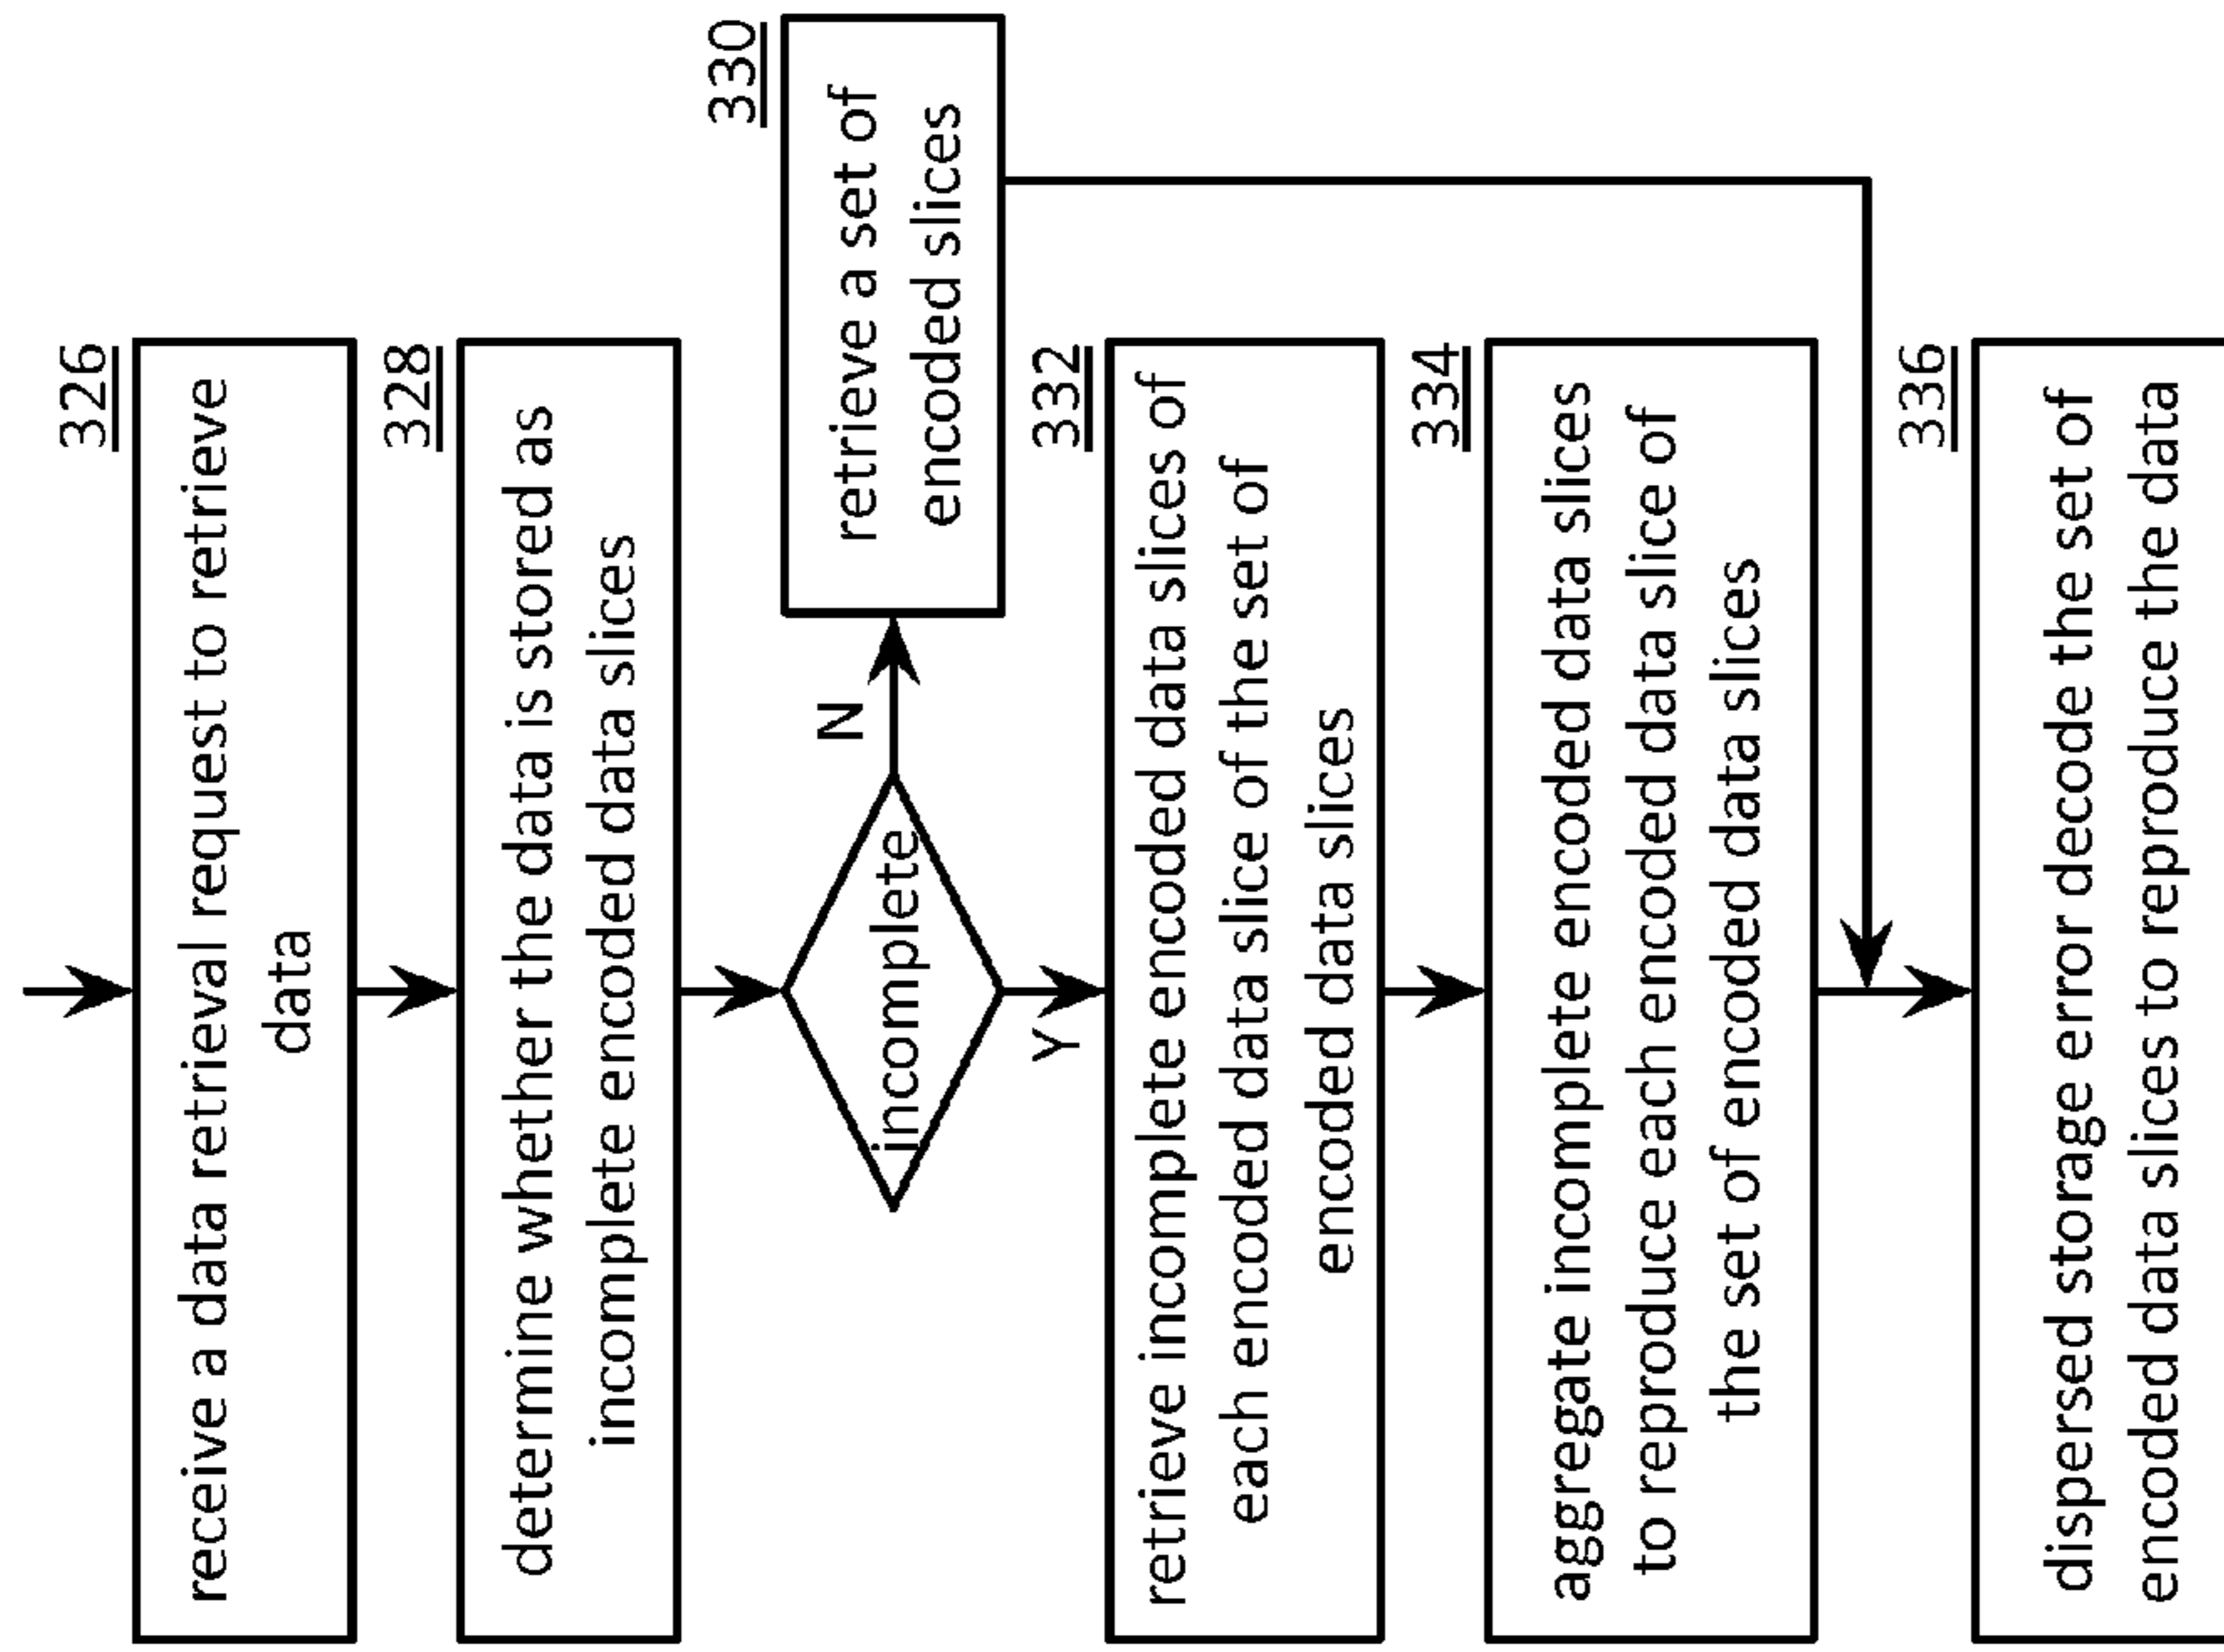 326
receive a data retrieval request to retrieve
data
328
determine whether the data is stored as
incomplete encoded data slices
incomplete
N
330
retrieve a set of
encoded slices
Y
332
retrieve incomplete encoded data slices of
each encoded data slice of the set of
encoded data slices
334
aggregate incomplete encoded data slices
to reproduce each encoded data slice of
the set of encoded data slices
336
dispersed storage error decode the set of
encoded data slices to reproduce the data